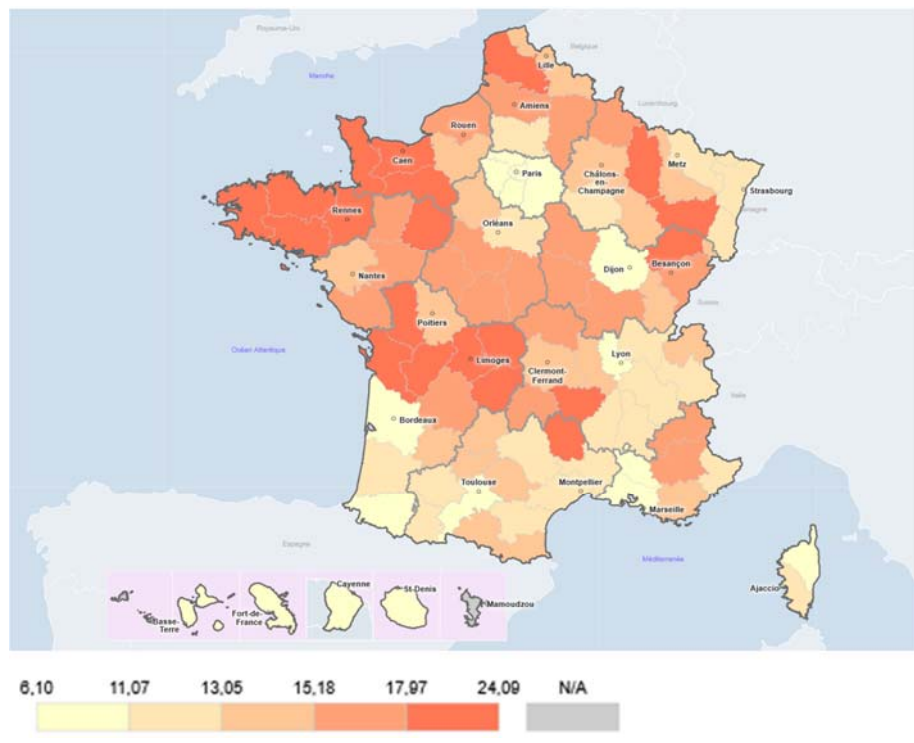 Royaume-Uni
Belgique
Lille
Manche
Luxembourg
Amiens
Rouen
Caen
Metz
Paris
Châlons-
en-
Champagne
Strasbourg
Rennes
Orléans
Dijon
Besançon
Nantes
Suisse
Poitiers
Océan Atlantique
Limoges
Lyon
Clermont-
Ferrand
Italie
Bordeaux
Toulouse
Montpellier
Marseille
Espagne
Méditerranée
Cayenne
St-Denis
Ajaccio
Mamoudzou
Basse-
Terre
Fort-de-
France
6,10 11,07 13,05 15,18 17,97 24,09 N/A